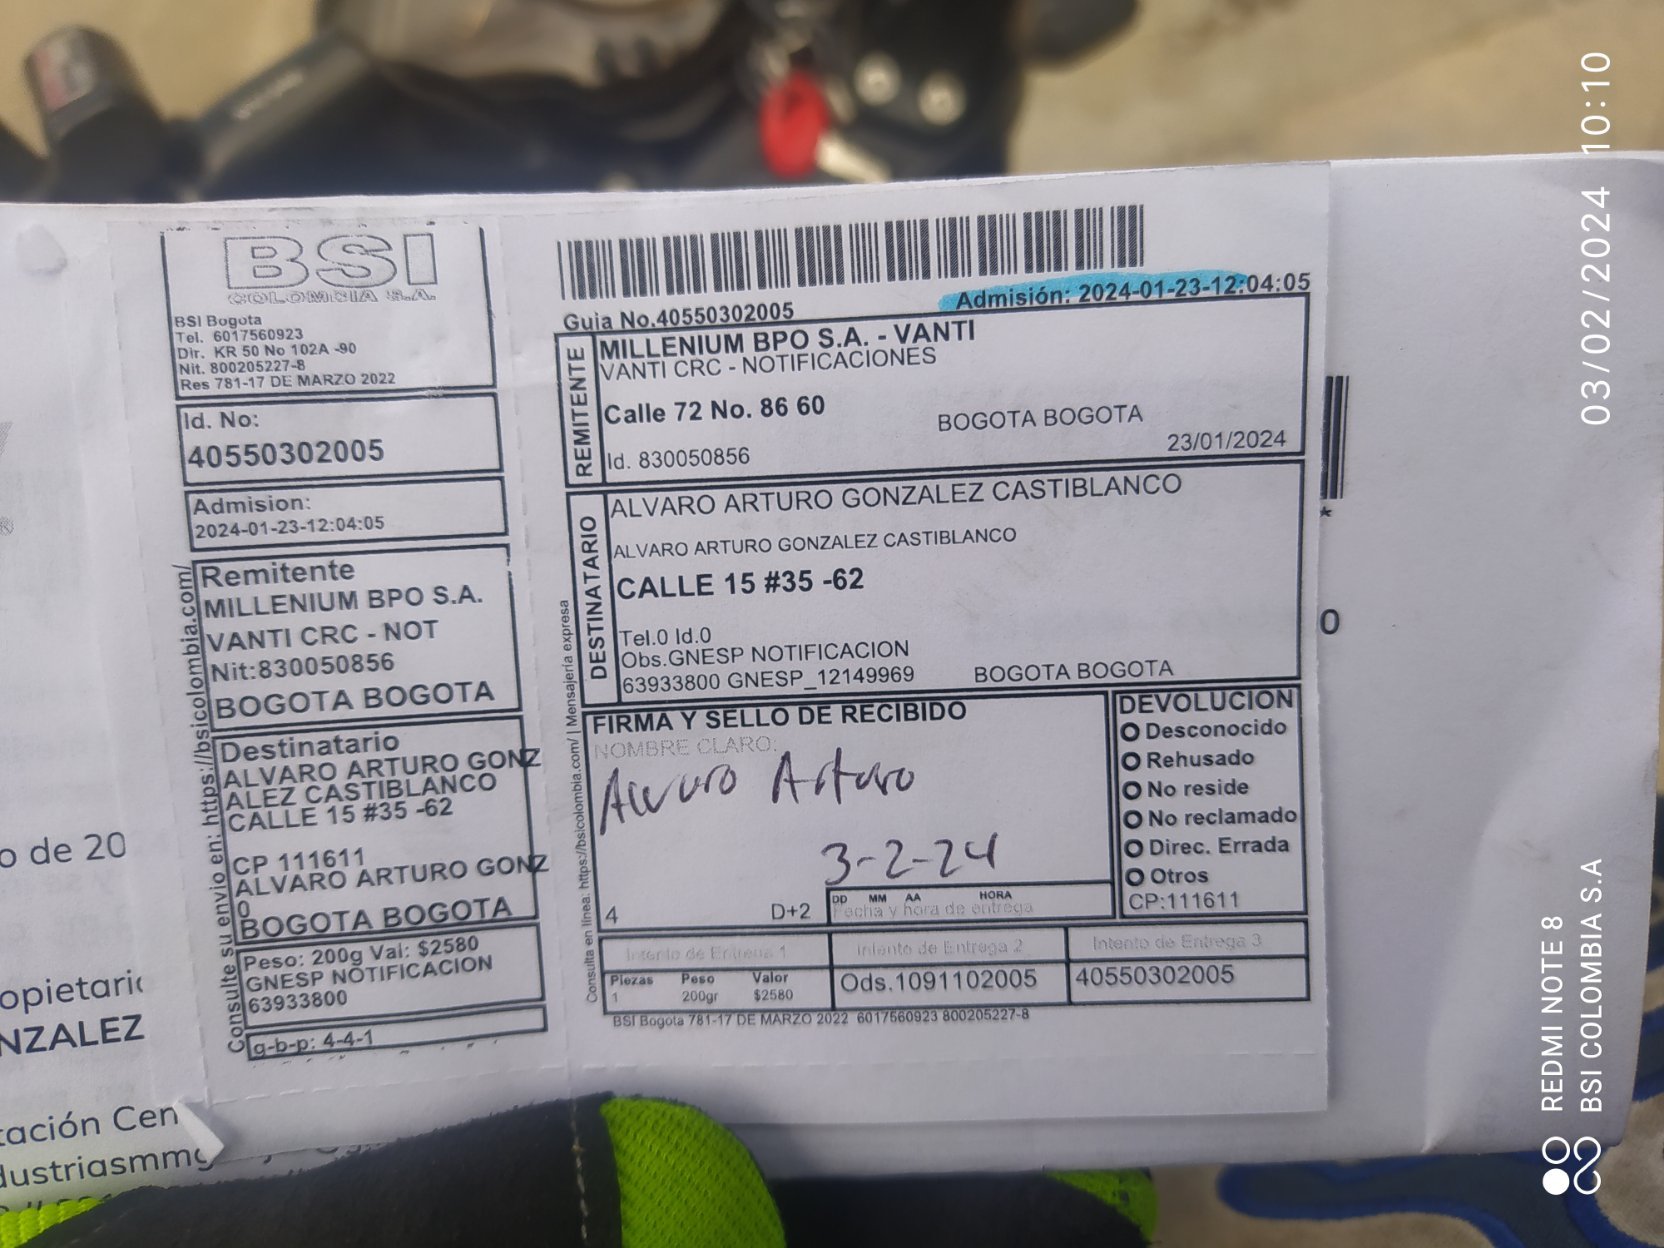 BSI
COLOMBIA S.A.
BSI Bogota
Tel. 6017560923
Dir. KR 50 No 102A -90
Nit. 800205227-8
Res 781-17 DE MARZO 2022
Id. No:
40550302005
Admision:
2024-01-23-12:04:05
Remitente
MILLENIUM BPO S.A.
VANTI CRC - NOT
Nit:830050856
BOGOTA BOGOTA
Destinatario
ALVARO ARTURO GONZ
ALEZ CASTIBLANCO
CALLE 15 #35 -62
CP 111611
ALVARO ARTURO GONZ
0
BOGOTA BOGOTA
Peso: 200g Val: $2580
GNESP NOTIFICACION
63933800
g-b-p: 4-4-1
Consulte su envio en: https://bsicolombia.com/
Guia No.40550302005
Admisión: 2024-01-23-12:04:05
REMITENTE
MILLENIUM BPO S.A. - VANTI
VANTI CRC - NOTIFICACIONES
Calle 72 No. 86 60
BOGOTA BOGOTA
23/01/2024
Id. 830050856
DESTINATARIO
ALVARO ARTURO GONZALEZ CASTIBLANCO
ALVARO ARTURO GONZALEZ CASTIBLANCO
CALLE 15 #35 -62
Tel.0 Id.0
Obs.GNESP NOTIFICACION
63933800 GNESP_12149969
BOGOTA BOGOTA
FIRMA Y SELLO DE RECIBIDO
NOMBRE CLARO:
Alvaro Arturo
3-2-24
4
D+2
DD MM AA HORA
Fecha y hora de entrega
DEVOLUCION
Desconocido
Rehusado
No reside
No reclamado
Direc. Errada
Otros
CP:111611
Intento de Entrega 1
Intento de Entrega 2
Intento de Entrega 3
Piezas Peso Valor
1 200gr $2580
Ods.1091102005
40550302005
BSI Bogota 781-17 DE MARZO 2022 6017560923 800205227-8
Consulta en línea: https://bsicolombia.com/ | Mensajería expresa
o de 20
opietario
NZALEZ
tación Cen
dustriasmm
*
0
03/02/2024 10:10
REDMI NOTE 8
BSI COLOMBIA S.A